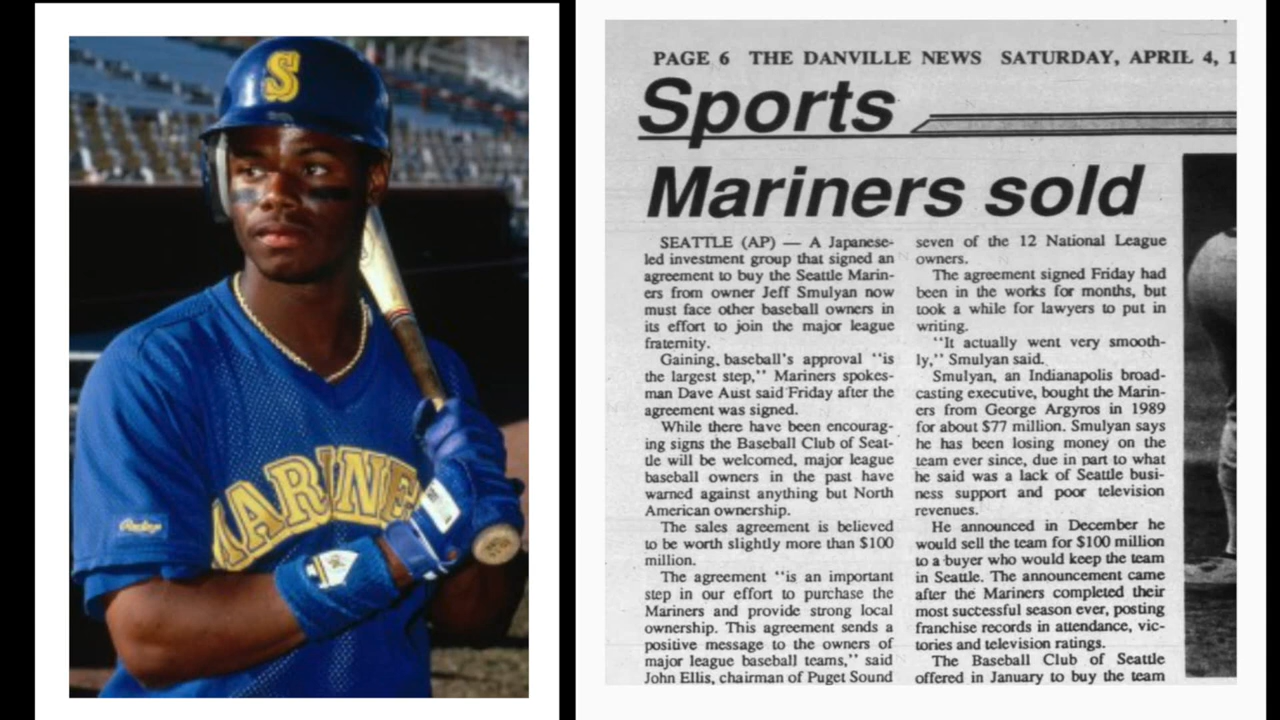 S
MARINE
Rawlings
PAGE 6 THE DANVILLE NEWS SATURDAY, APRIL 4, 1
Sports
Mariners sold
SEATTLE (AP) — A Japanese-
led investment group that signed an
agreement to buy the Seattle Marin-
ers from owner Jeff Smulyan now
must face other baseball owners in
its effort to join the major league
fraternity.
Gaining, baseball's approval "is
the largest step," Mariners spokes-
man Dave Aust said Friday after the
agreement was signed.
While there have been encourag-
ing signs the Baseball Club of Seat-
tle will be welcomed, major league
baseball owners in the past have
warned against anything but North
American ownership.
The sales agreement is believed
to be worth slightly more than $100
million.
The agreement "is an important
step in our effort to purchase the
Mariners and provide strong local
ownership. This agreement sends a
positive message to the owners of
major league baseball teams," said
John Ellis, chairman of Puget Sound
seven of the 12 National League
owners.
The agreement signed Friday had
been in the works for months, but
took a while for lawyers to put in
writing.
"It actually went very smooth-
ly," Smulyan said.
Smulyan, an Indianapolis broad-
casting executive, bought the Marin-
ers from George Argyros in 1989
for about $77 million. Smulyan says
he has been losing money on the
team ever since, due in part to what
he said was a lack of Seattle busi-
ness support and poor television
revenues.
He announced in December he
would sell the team for $100 million
to a buyer who would keep the team
in Seattle. The announcement came
after the Mariners completed their
most successful season ever, posting
franchise records in attendance, vic-
tories and television ratings.
The Baseball Club of Seattle
offered in January to buy the team